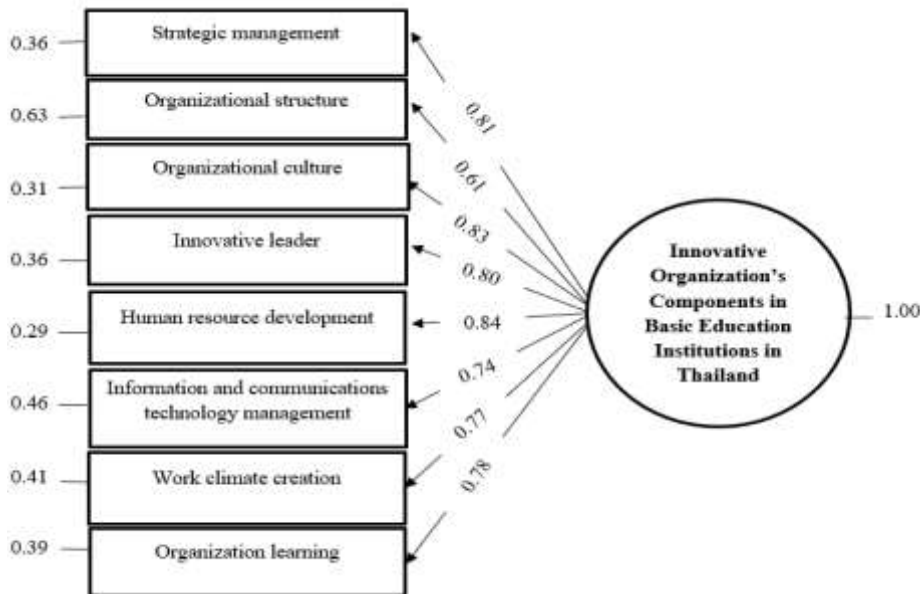 Strategic management
0.36
0.81
Organizational structure
0.63
0.61
Organizational culture
0.31
0.83
Innovative leader
0.36
0.80
Human resource development
0.29
0.84
Information and communications
technology management
0.46
0.74
Work climate creation
0.41
0.77
Organization learning
0.39
0.78
Innovative
Organization's
Components in
Basic Education
Institutions in
Thailand
1.00